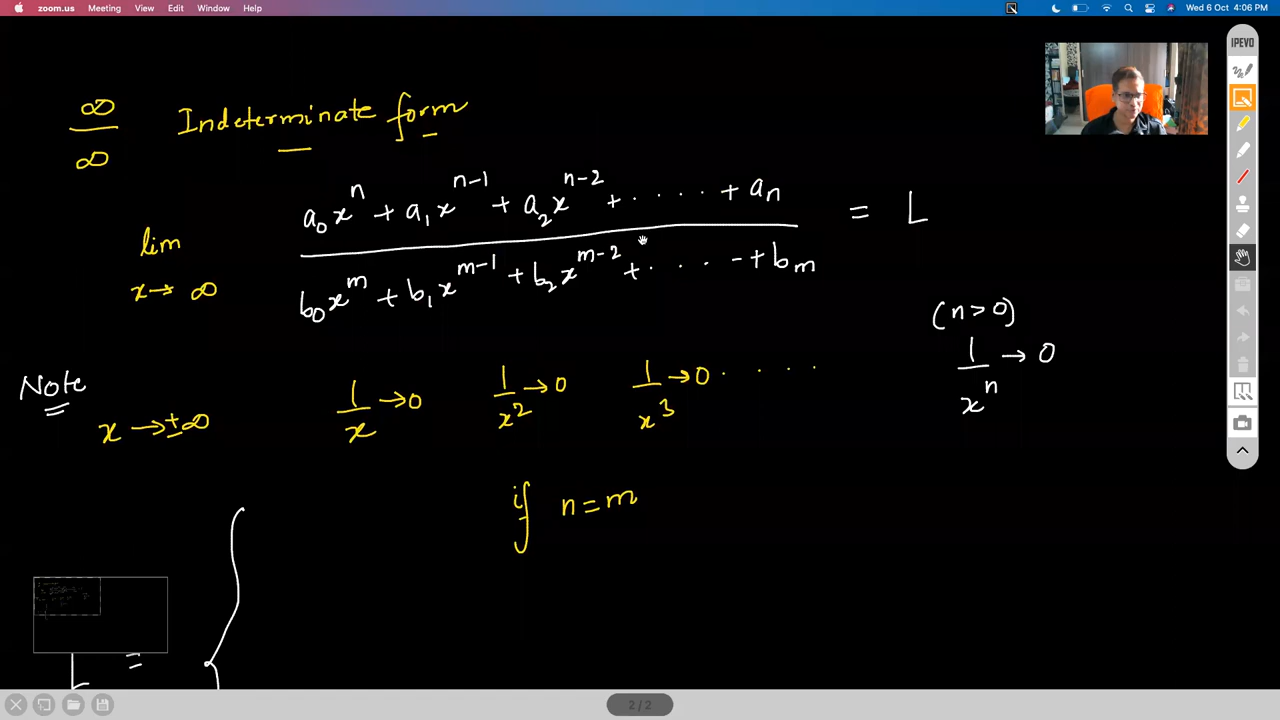 zoom.us Meeting View Edit Window Help Wed 6 Oct 4:06 PM
IPEVO
∞/∞ Indeterminate form
lim x→∞ (a₀xⁿ + a₁xⁿ⁻¹ + a₂xⁿ⁻² + · · · · + aₙ)/(b₀xᵐ + b₁xᵐ⁻¹ + b₂xᵐ⁻² + · · · · + bₘ) = L
(n > 0)
1/xⁿ → 0
Note
x → ±∞ 1/x → 0 1/x² → 0 1/x³ → 0 · · · ·
if n = m
L = {
2 / 2